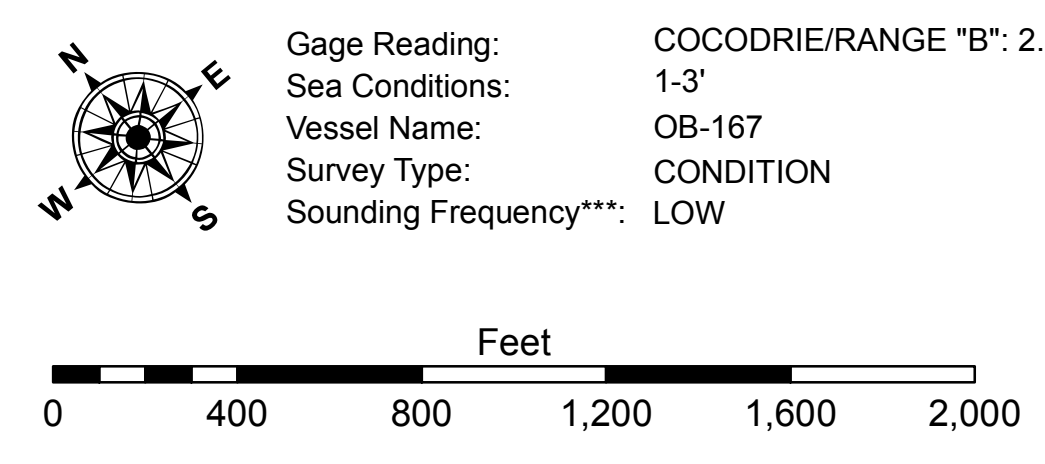 N
E
W
S
Gage Reading: COCODRIE/RANGE "B": 2.
Sea Conditions: 1-3'
Vessel Name: OB-167
Survey Type: CONDITION
Sounding Frequency***: LOW
Feet
0 400 800 1,200 1,600 2,000